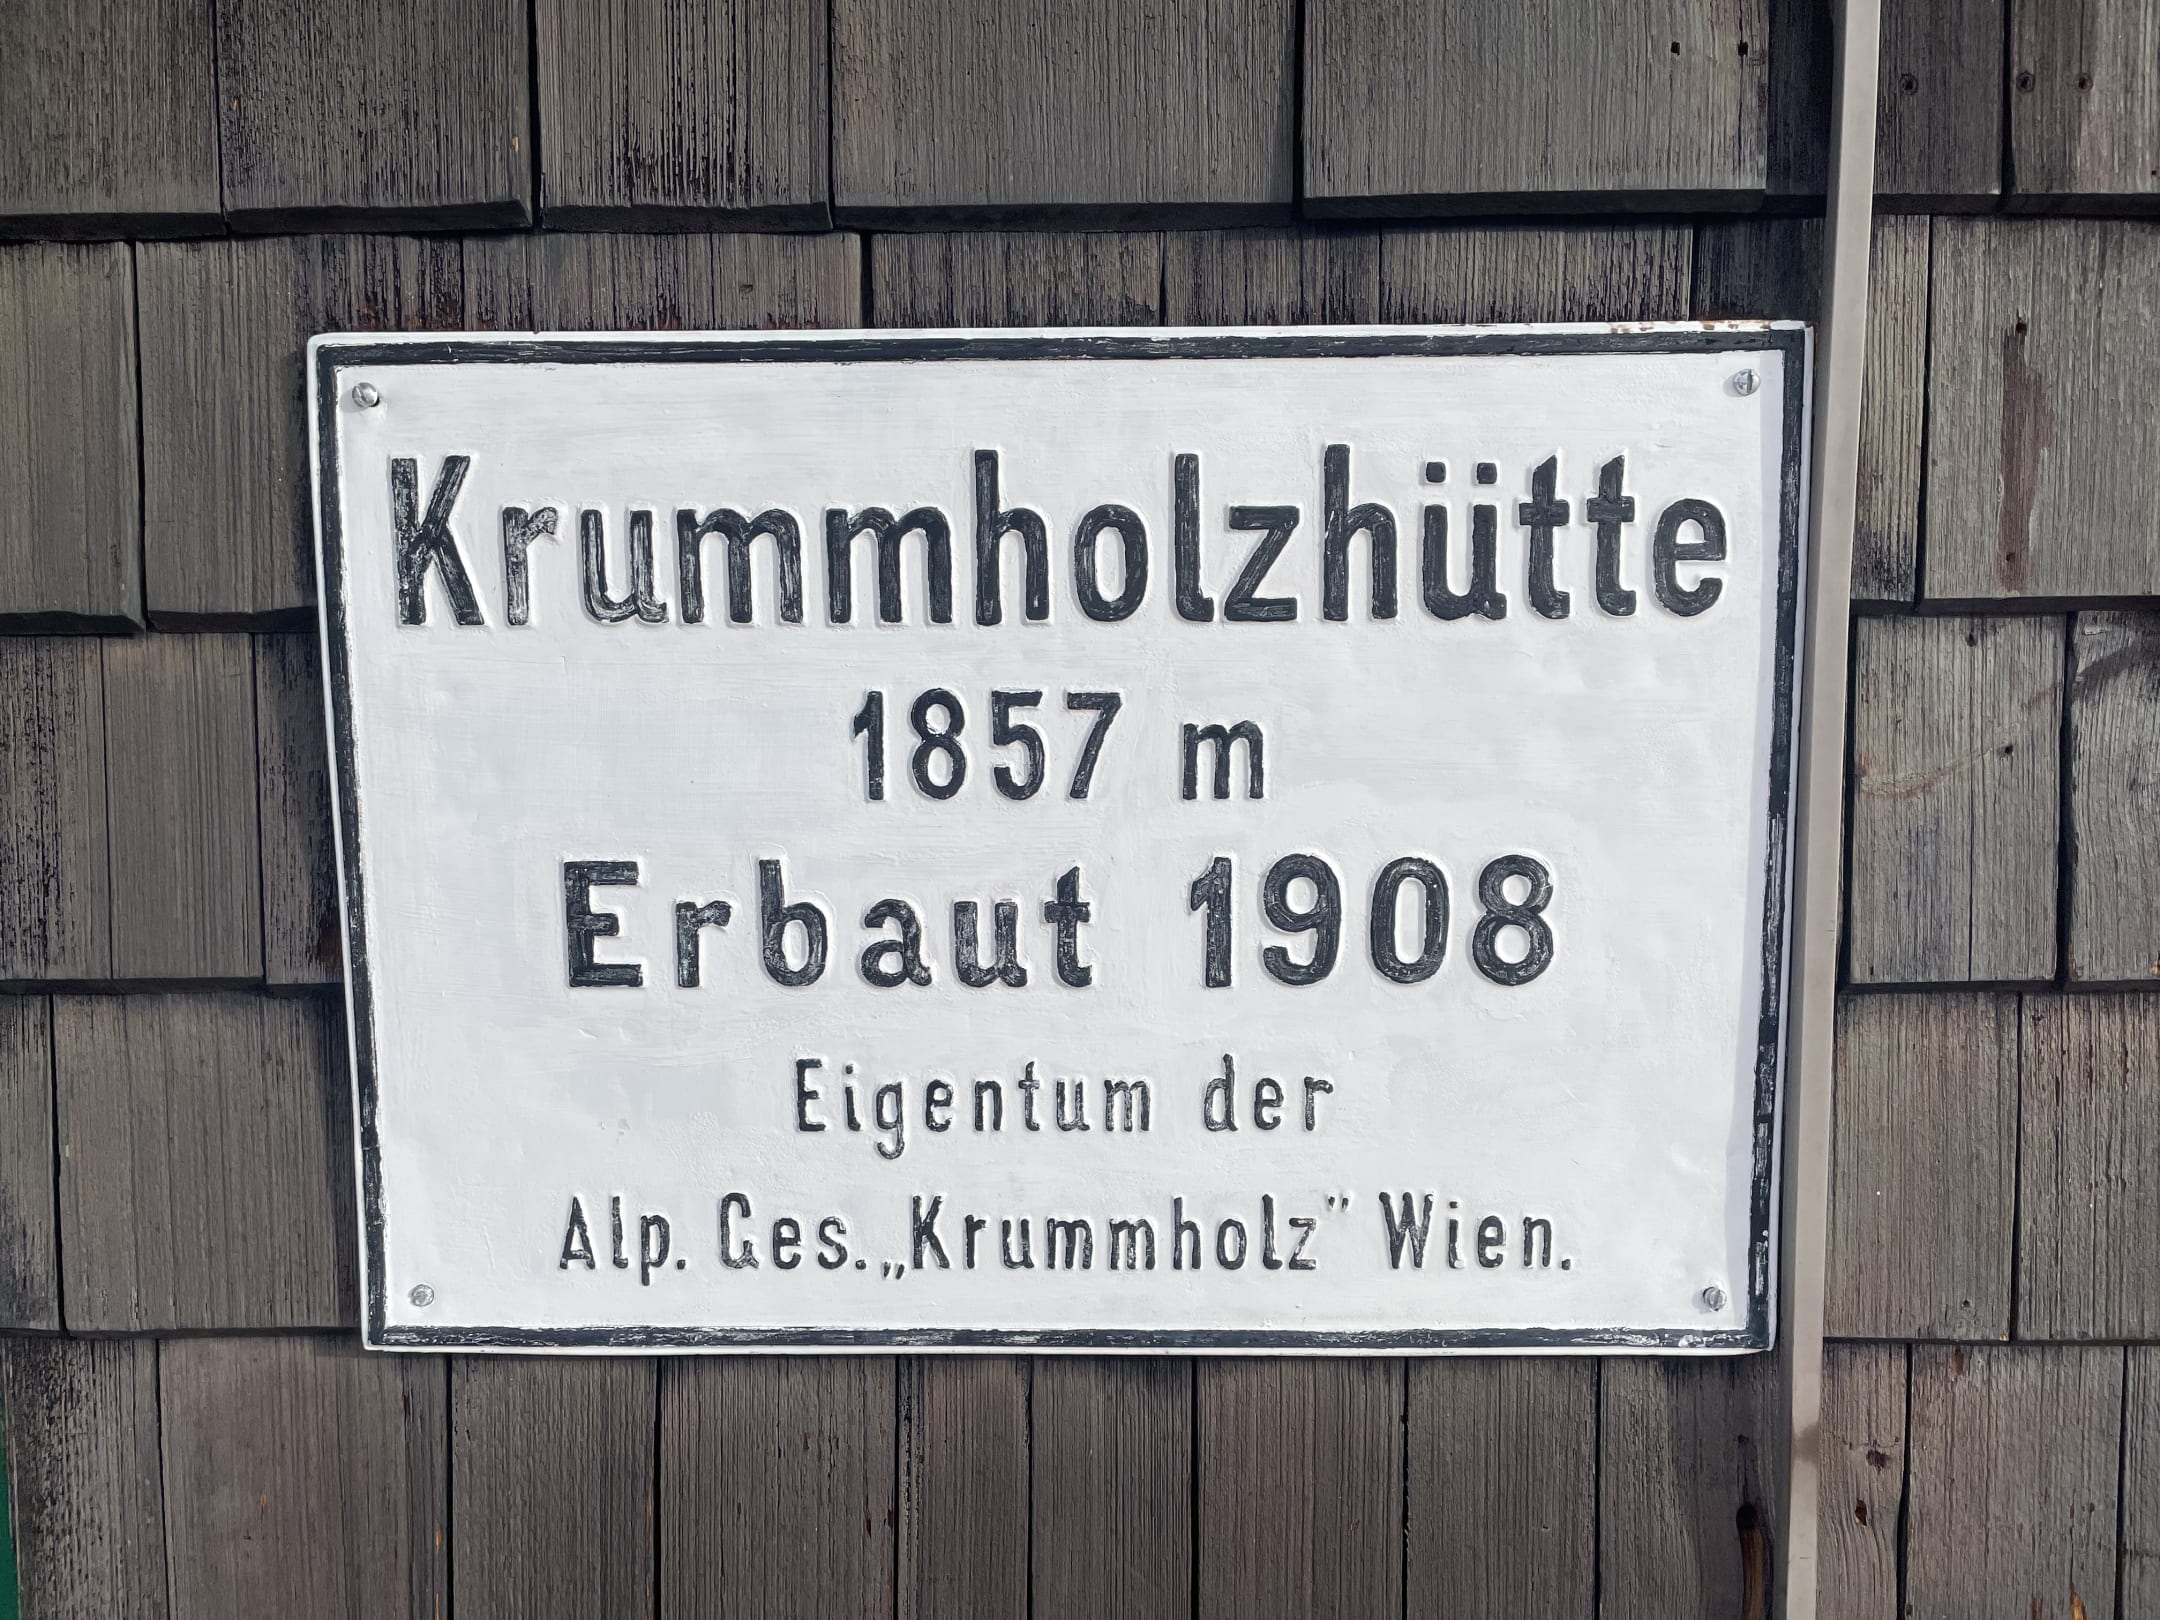 Krummholzhütte
1857 m
Erbaut 1908
Eigentum der
Alp. Ges. „Krummholz” Wien.